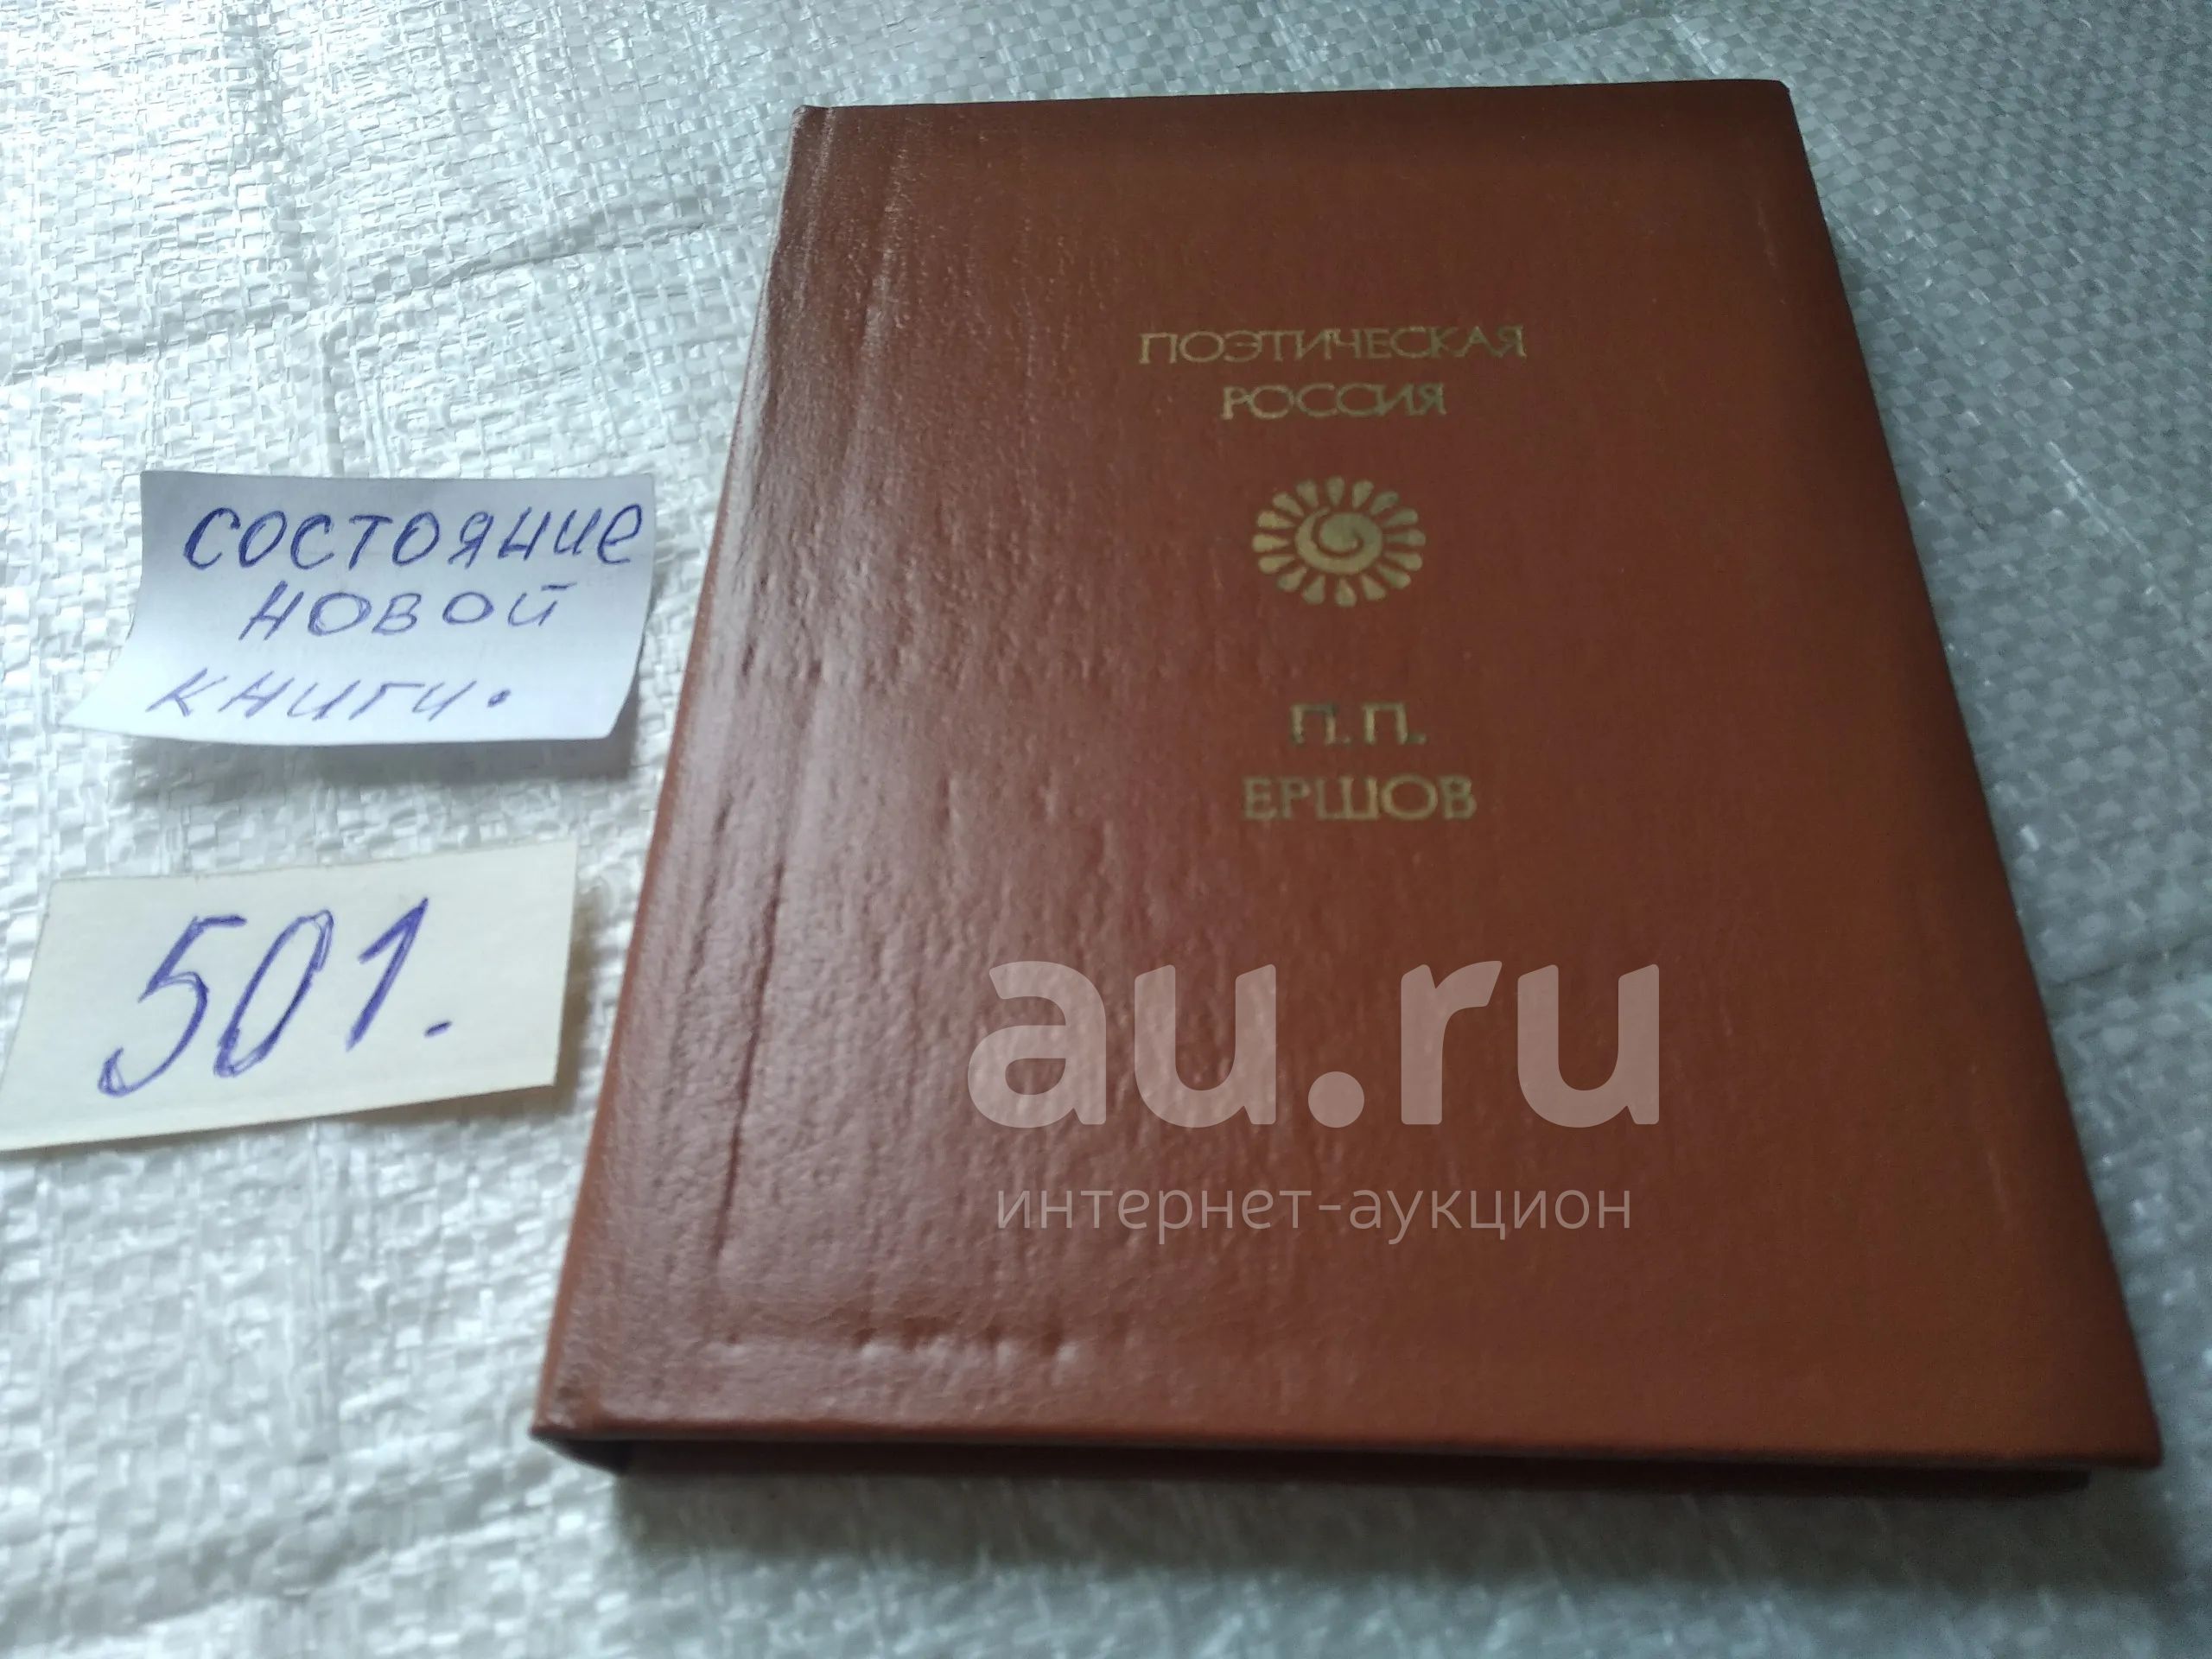 ПОЭТИЧЕСКАЯ
РОССИЯ
П.П.
ЕРШОВ
состояние
новой
книги.
501.
au.ru
интернет-аукцион